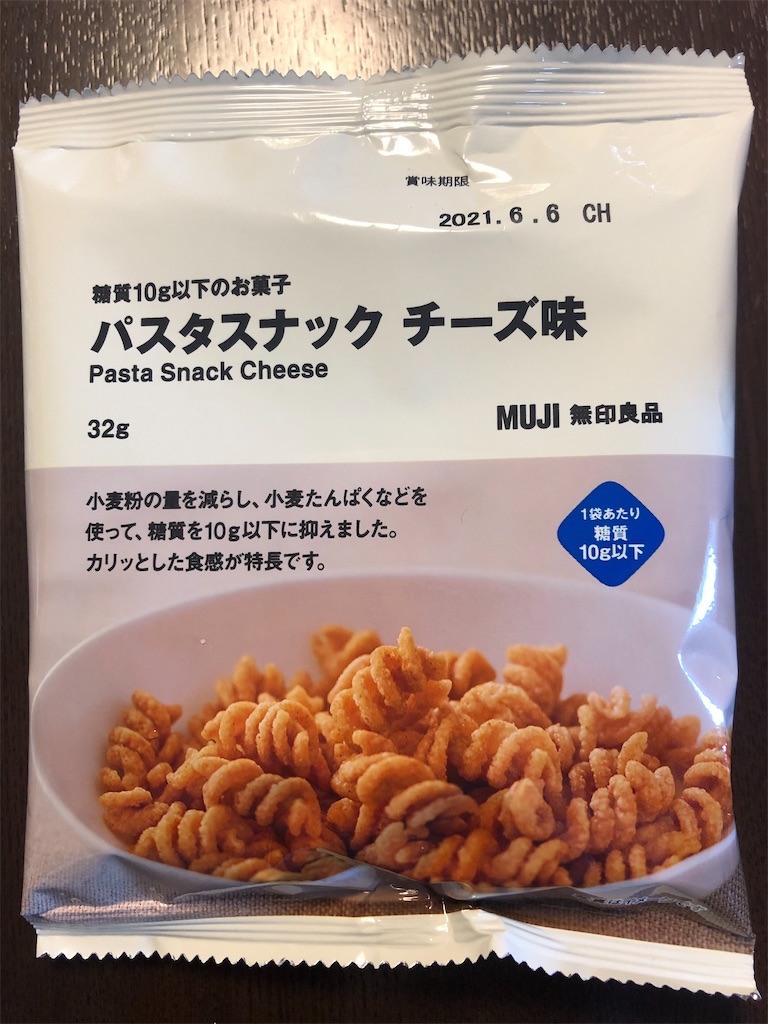 賞味期限
2021.6.6 CH
糖質10g以下のお菓子
パスタスナック チーズ味
Pasta Snack Cheese
32g
MUJI 無印良品
小麦粉の量を減らし、小麦たんぱくなどを
使って、糖質を10g以下に抑えました。
カリッとした食感が特長です。
1袋あたり
糖質
10g以下